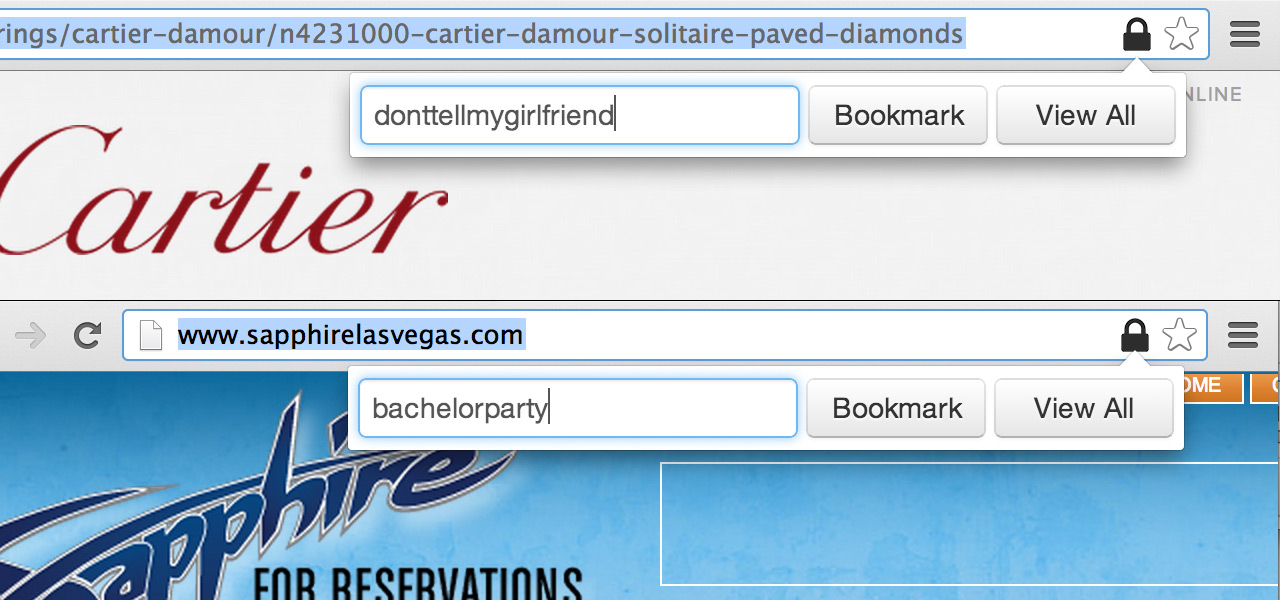 rings/cartier-damour/n4231000-cartier-damour-solitaire-paved-diamonds
donttellmygirlfriend Bookmark View All
NLINE
Cartier
www.sapphirelasvegas.com
bachelorparty Bookmark View All
OME
Sapphire
FOR RESERVATIONS